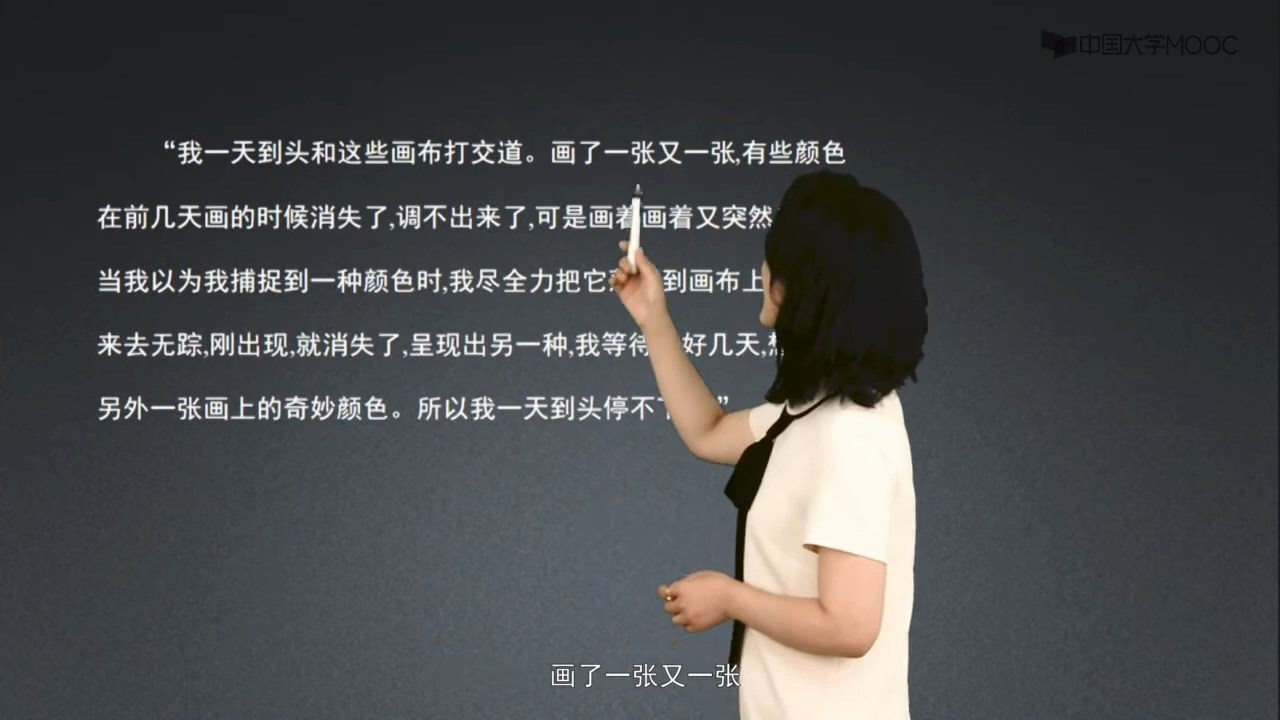 中国大学MOOC
“我一天到头和这些画布打交道。画了一张又一张,有些颜色
在前几天画的时候消失了,调不出来了,可是画着画着又突然
当我以为我捕捉到一种颜色时,我尽全力把它 到画布上
来去无踪,刚出现,就消失了,呈现出另一种,我等待 好几天,
另外一张画上的奇妙颜色。所以我一天到头停不 ”
画了一张又一张